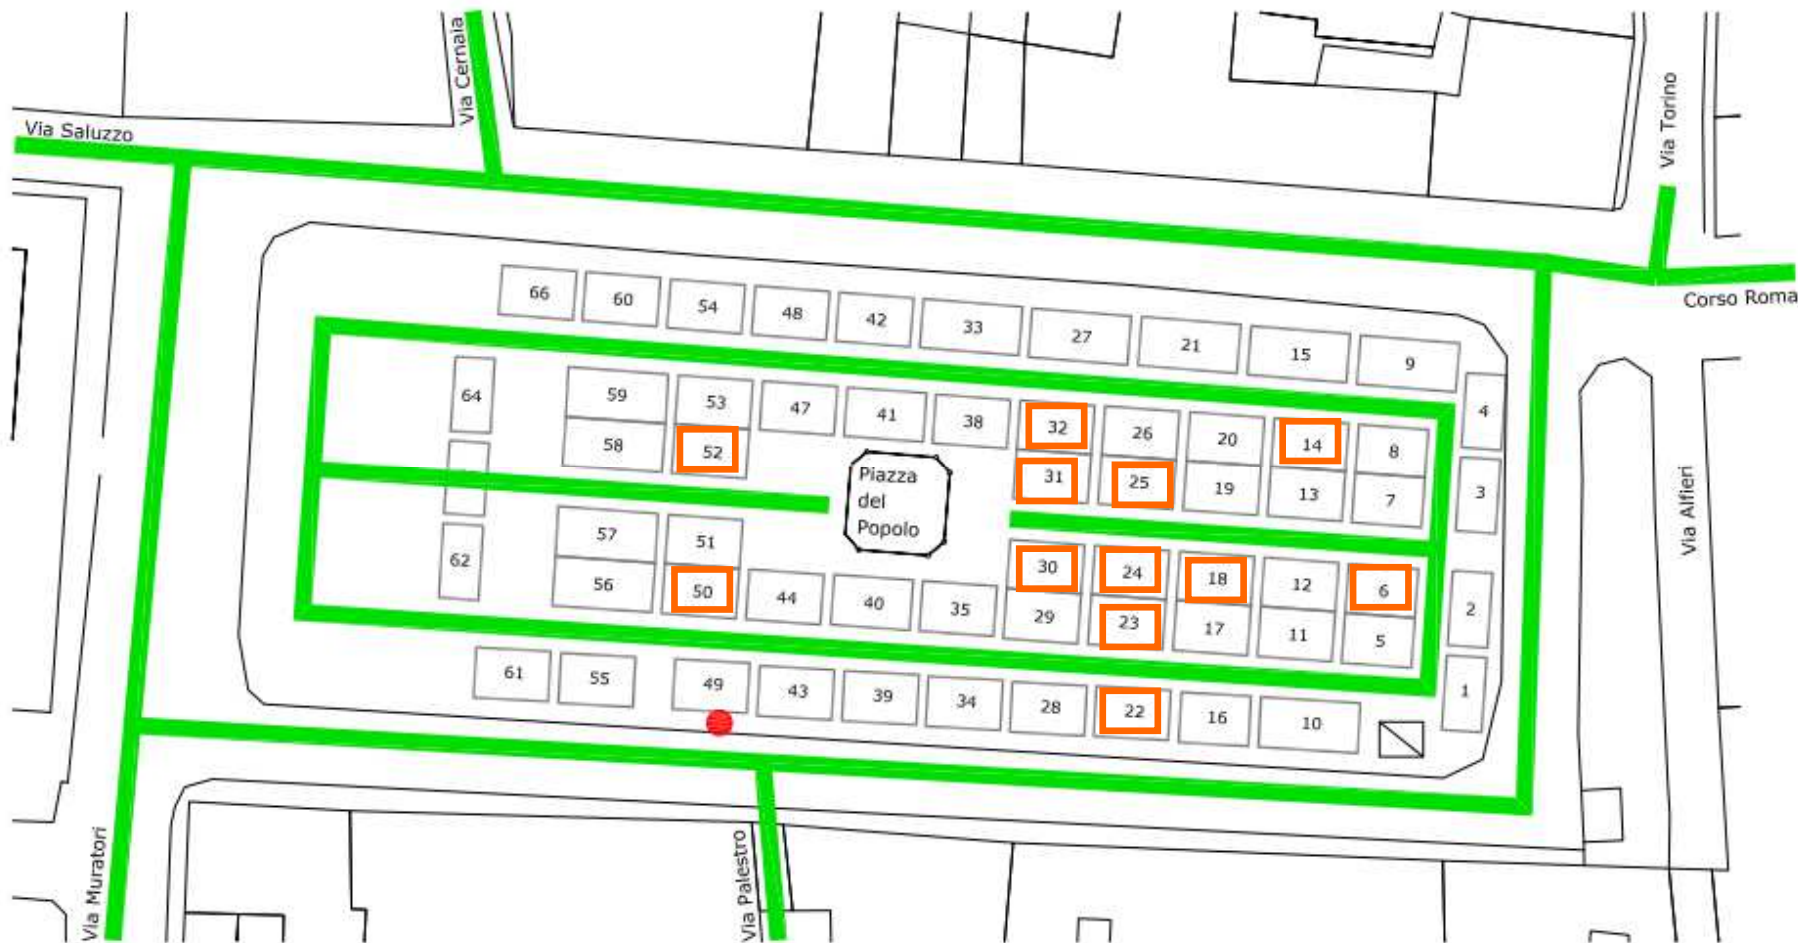 Via Cernaia
Via Saluzzo
Via Torino
Corso Roma
66 60 54 48 42 33 27 21 15 9
64 59 53 47 41 38 32 26 20 14 8 4
58 52 31 25 19 13 7 3
Piazza
del
Popolo
62 57 51 30 24 18 12 6 2
56 50 44 40 35 29 23 17 11 5
61 55 49 43 39 34 28 22 16 10 1
Via Alfieri
Via Muratori
Via Palestro